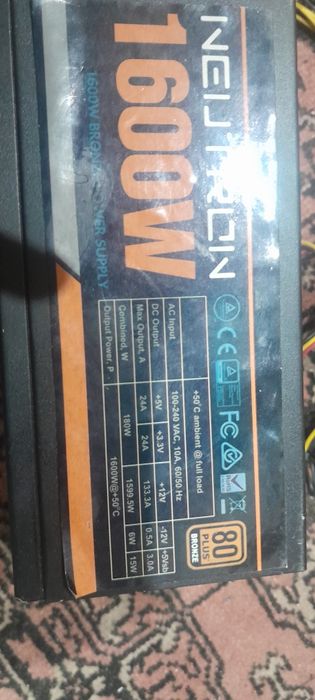 NEUTRON
1600W
1600W BRONZE POWER SUPPLY
CE FC
+50°C ambient @ full load
AC Input 100-240 VAC, 10A, 60/50 Hz
DC Output +5V +3.3V +12V -12V +5Vsb
Max Output, A 24A 24A 133.3A 0.5A 3.0A
Combined, W 180W 1599.5W 6W 15W
Output Power, P 1600W@+50°C
80
PLUS
BRONZE